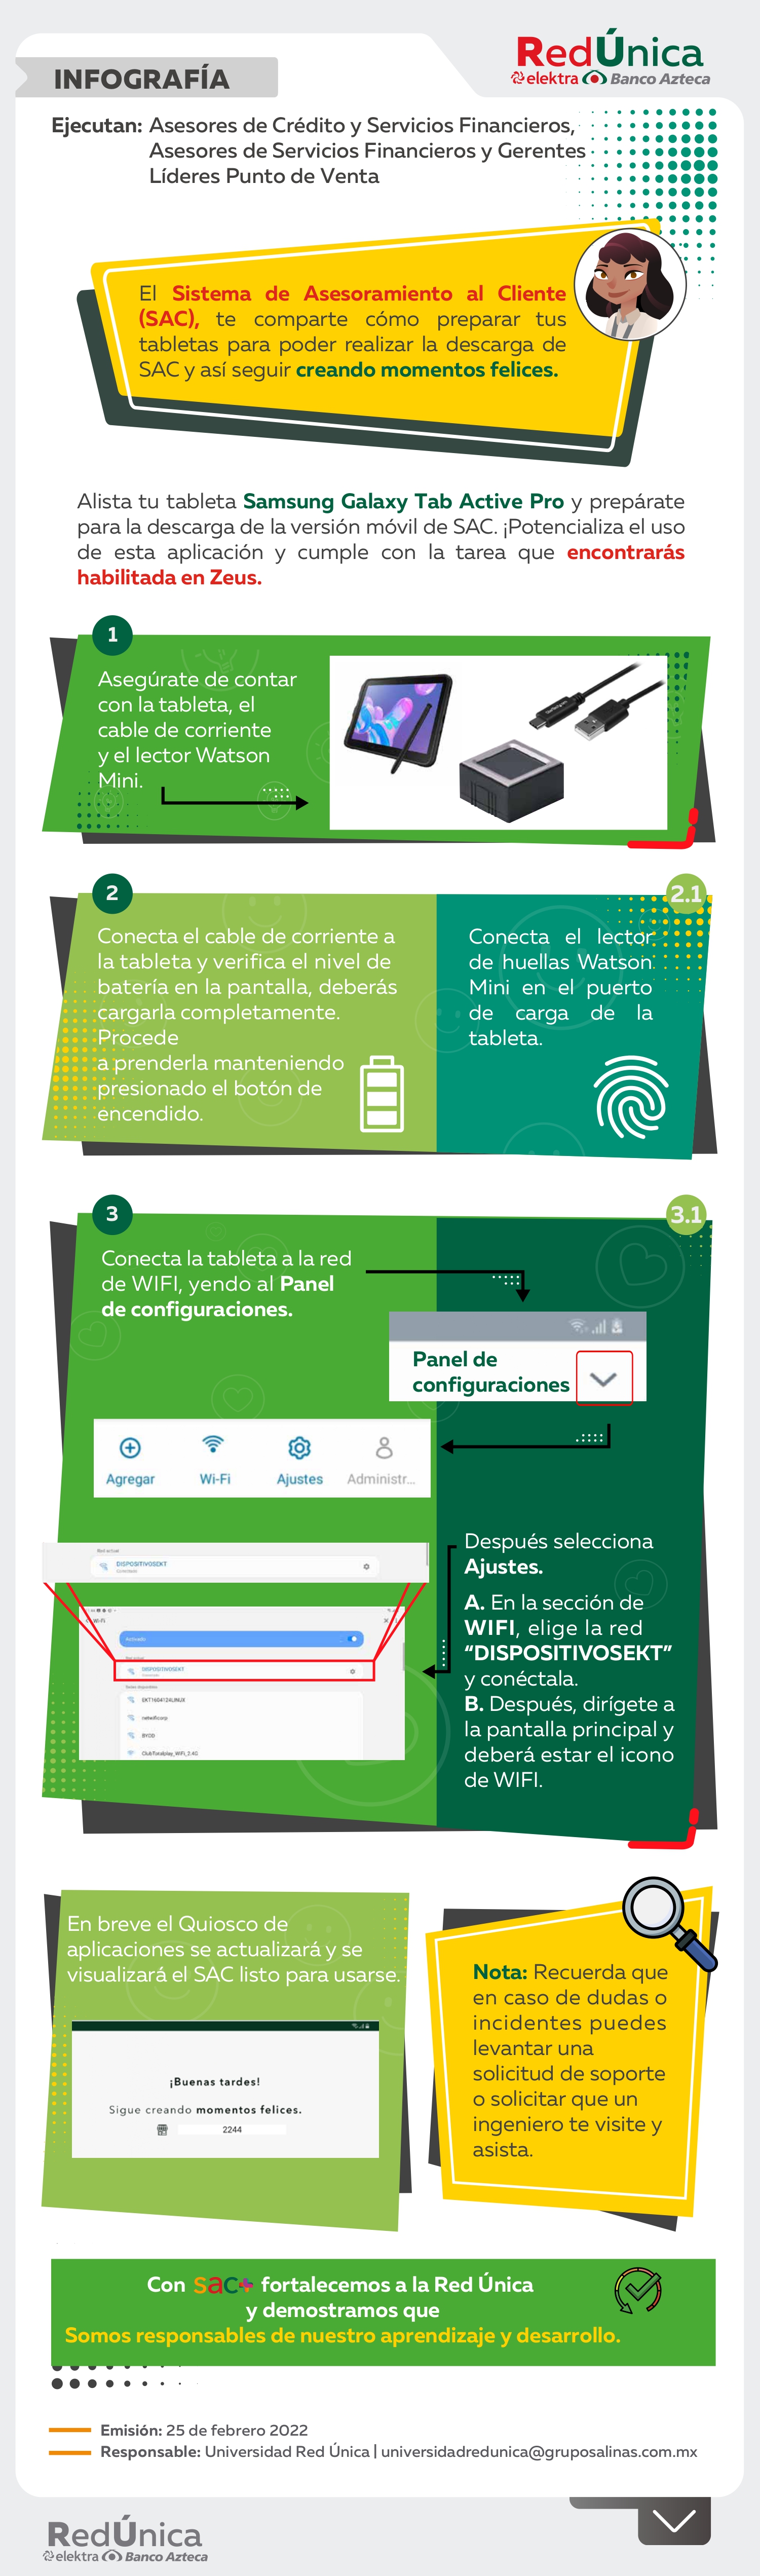 RedÚnica
elektra Banco Azteca
INFOGRAFÍA
Ejecutan: Asesores de Crédito y Servicios Financieros,
Asesores de Servicios Financieros y Gerentes
Líderes Punto de Venta
El Sistema de Asesoramiento al Cliente
(SAC), te comparte cómo preparar tus
tabletas para poder realizar la descarga de
SAC y así seguir creando momentos felices.
Alista tu tableta Samsung Galaxy Tab Active Pro y prepárate
para la descarga de la versión móvil de SAC. ¡Potencializa el uso
de esta aplicación y cumple con la tarea que encontrarás
habilitada en Zeus.
1
Asegúrate de contar
con la tableta, el
cable de corriente
y el lector Watson
Mini.
2
Conecta el cable de corriente a
la tableta y verifica el nivel de
batería en la pantalla, deberás
cargarla completamente.
Procede
a prenderla manteniendo
presionado el botón de
encendido.
2.1
Conecta el lector
de huellas Watson
Mini en el puerto
de carga de la
tableta.
3
Conecta la tableta a la red
de WIFI, yendo al Panel
de configuraciones.
3.1
Panel de
configuraciones
Agregar Wi-Fi Ajustes Administr...
Red actual
DISPOSITIVOSEKT
Conectado
Wi-Fi
Activado
Red actual
DISPOSITIVOSEKT
Redes disponibles
EKT1604124LINUX
netedificorp
BYOD
ClubTotalplay_WiFi_2.4G
Después selecciona
Ajustes.
A. En la sección de
WIFI, elige la red
“DISPOSITIVOSEKT”
y conéctala.
B. Después, dirígete a
la pantalla principal y
deberá estar el icono
de WIFI.
En breve el Quiosco de
aplicaciones se actualizará y se
visualizará el SAC listo para usarse.
¡Buenas tardes!
Sigue creando momentos felices.
2244
Nota: Recuerda que
en caso de dudas o
incidentes puedes
levantar una
solicitud de soporte
o solicitar que un
ingeniero te visite y
asista.
Con sac+ fortalecemos a la Red Única
y demostramos que
Somos responsables de nuestro aprendizaje y desarrollo.
Emisión: 25 de febrero 2022
Responsable: Universidad Red Única | universidadredunica@gruposalinas.com.mx
RedÚnica
elektra Banco Azteca